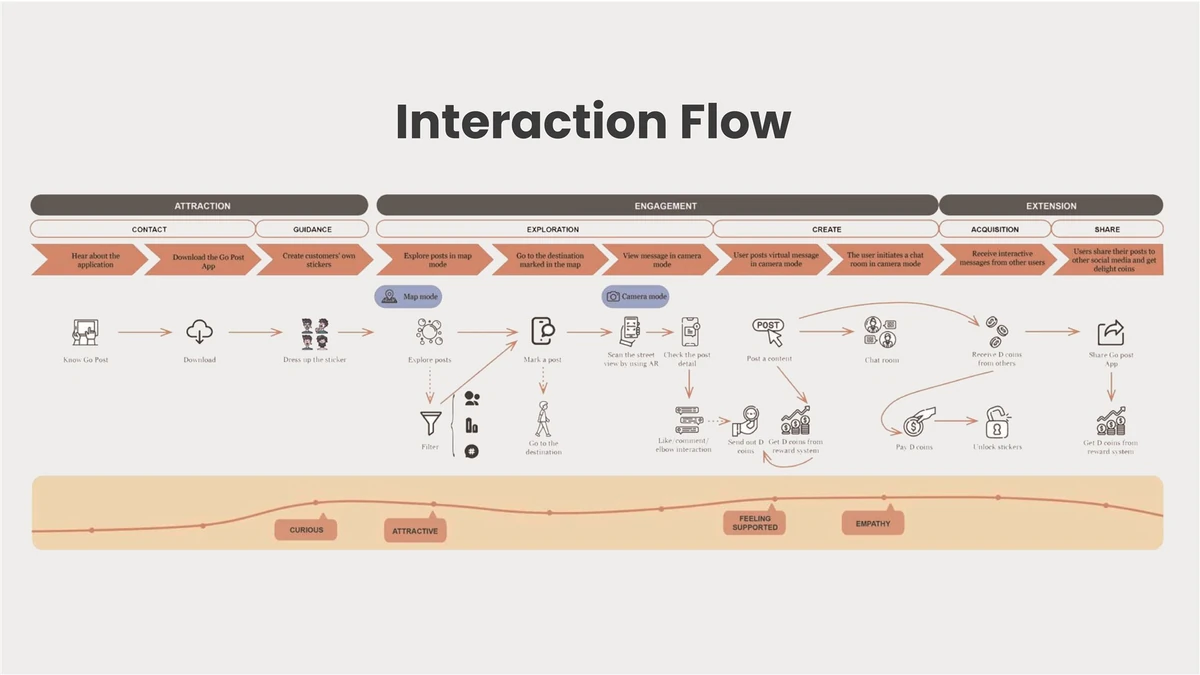 Interaction Flow
ATTRACTION
ENGAGEMENT
EXTENSION
CONTACT
GUIDANCE
EXPLORATION
CREATE
ACQUISITION
SHARE
Hear about the
application
Download the Go Post
App
Create customers' own
stickers
Explore posts in map
mode
Go to the destination
marked in the map
View message in camera
mode
User posts virtual message
in camera mode
The user initiates a chat
room in camera mode
Receive interactive
messages from other users
Users share their posts to
other social media and get
delight coins
Map mode
Camera mode
Know Go Post
Download
Dress up the sticker
Explore posts
Mark a post
Scan the street
view by using AR
Check the post
detail
POST
Post a content
Chat room
Receive D coins
from others
Share Go post
App
Filter
#
Go to the
destination
Like/comment/
elbow interaction
Send out D
coins
Get D coins from
reward system
Pay D coins
Unlock stickers
Get D coins from
reward system
CURIOUS
ATTRACTIVE
FEELING
SUPPORTED
EMPATHY